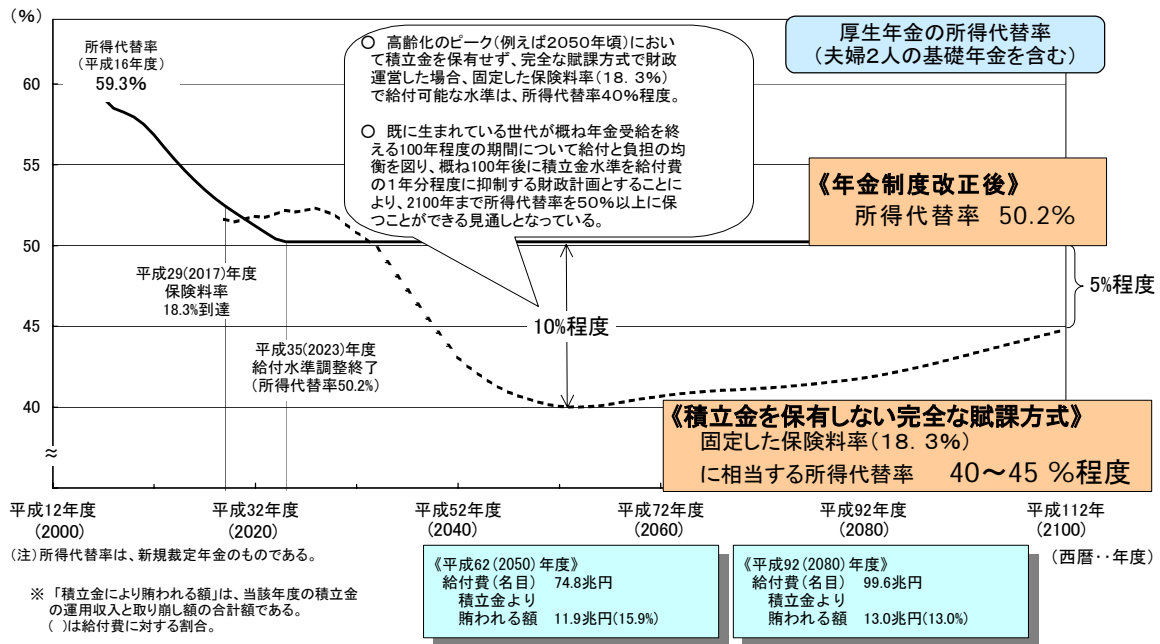 (%)
厚生年金の所得代替率
(夫婦2人の基礎年金を含む)
所得代替率
(平成16年度)
59.3%
○ 高齢化のピーク(例えば2050年頃)におい
て積立金を保有せず、完全な賦課方式で財政
運営した場合、固定した保険料率(18.3%)
で給付可能な水準は、所得代替率40%程度。
○ 既に生まれている世代が概ね年金受給を終
える100年程度の期間について給付と負担の均
衡を図り、概ね100年後に積立金水準を給付費
の1年分程度に抑制する財政計画とすることに
より、2100年まで所得代替率を50%以上に保
つことができる見通しとなっている。
60
55
50
45
40
≈
《年金制度改正後》
所得代替率 50.2%
平成29(2017)年度
保険料率
18.3%到達
平成35(2023)年度
給付水準調整終了
(所得代替率50.2%)
10%程度
5%程度
《積立金を保有しない完全な賦課方式》
固定した保険料率(18.3%)
に相当する所得代替率 40～45 %程度
平成12年度
(2000)
平成32年度
(2020)
平成52年度
(2040)
平成72年度
(2060)
平成92年度
(2080)
平成112年
(2100)
(西暦‥年度)
(注)所得代替率は、新規裁定年金のものである。
※ 「積立金により賄われる額」は、当該年度の積立金
の運用収入と取り崩し額の合計額である。
( )は給付費に対する割合。
《平成62(2050)年度》
給付費(名目) 74.8兆円
積立金より
賄われる額 11.9兆円(15.9%)
《平成92(2080)年度》
給付費(名目) 99.6兆円
積立金より
賄われる額 13.0兆円(13.0%)